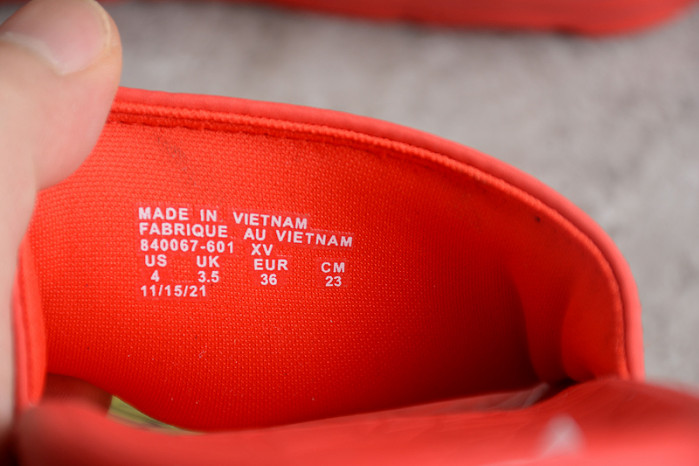 MADE IN VIETNAM
FABRIQUE AU VIETNAM
840067-601 XV
US UK EUR CM
4 3.5 36 23
11/15/21